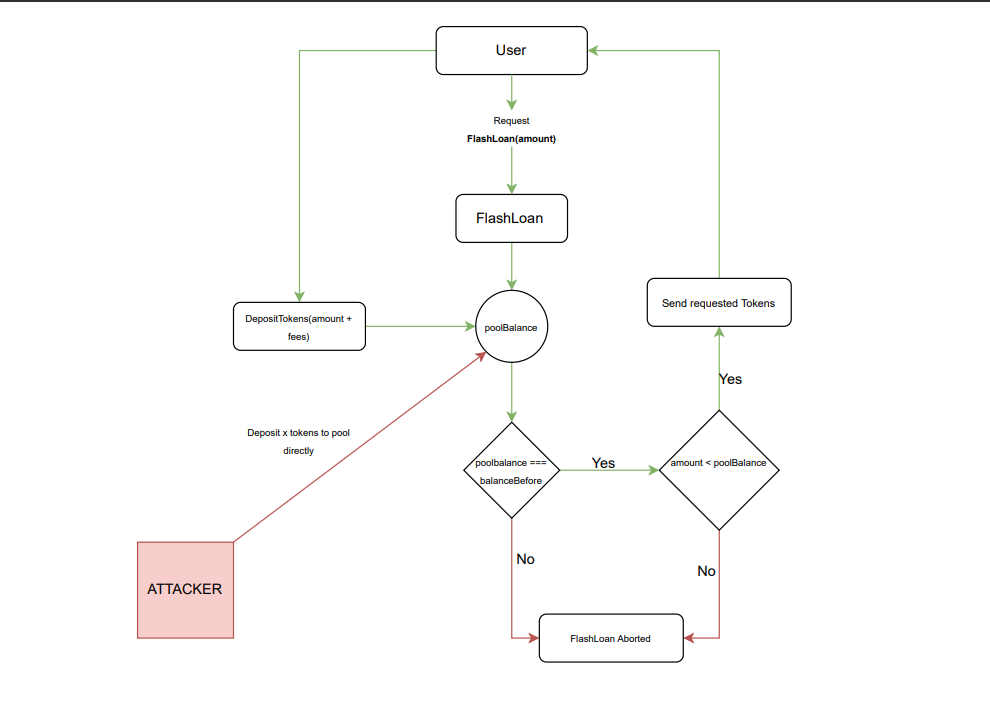 User
Request
FlashLoan(amount)
FlashLoan
Send requested Tokens
DepositTokens(amount +
fees)
poolBalance
Yes
Deposit x tokens to pool
directly
poolbalance ===
balanceBefore
Yes
amount < poolBalance
No
No
ATTACKER
FlashLoan Aborted